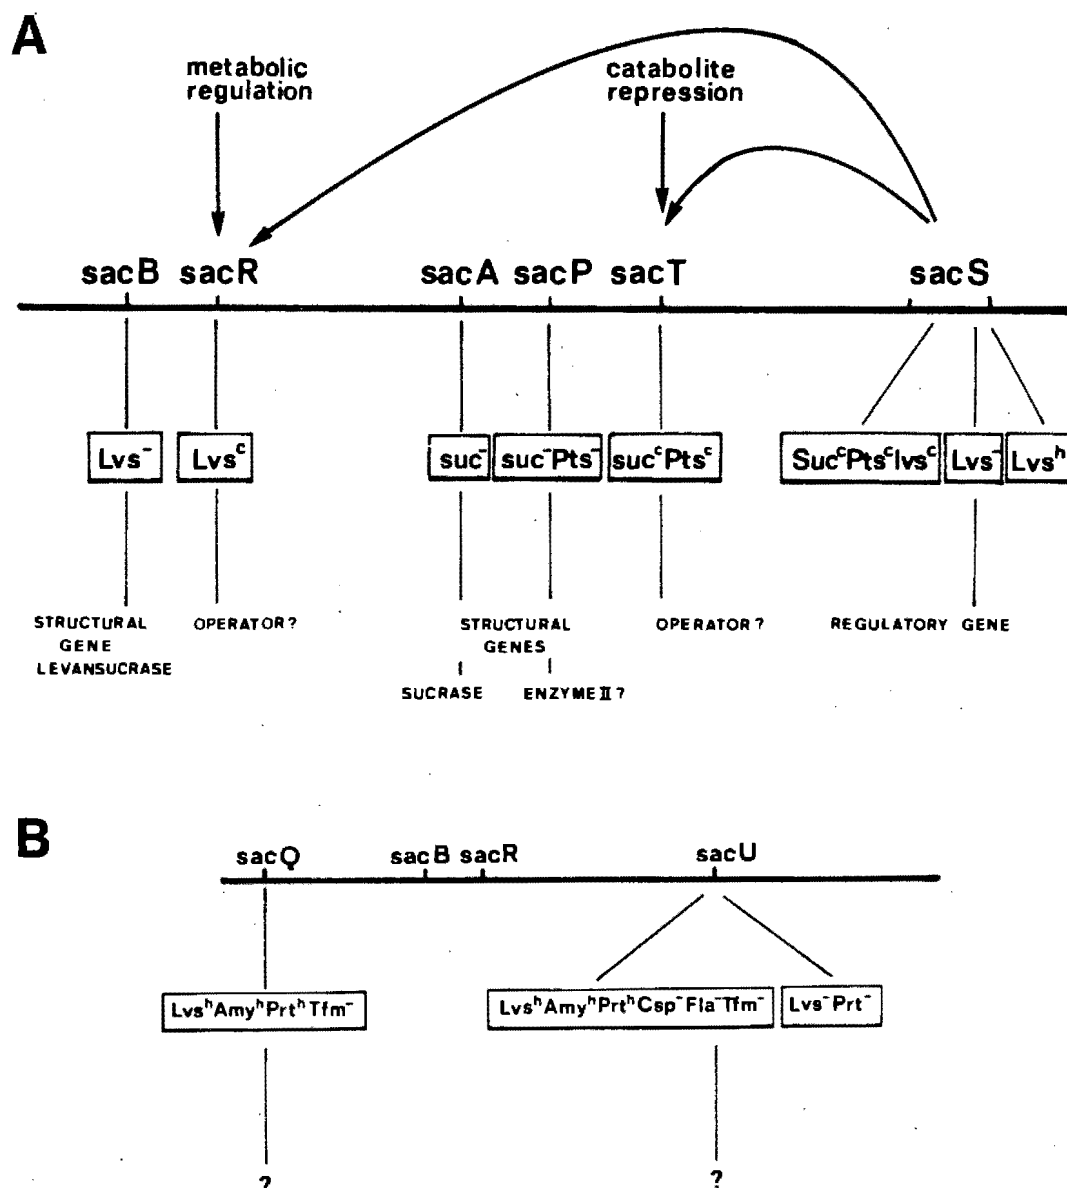 A
metabolic
regulation
catabolite
repression
sacB sacR sacA sacP sacT sacS
Lvs⁻ Lvsᶜ suc⁻ suc⁻Pts⁻ sucᶜPtsᶜ SucᶜPtsᶜlvsᶜ Lvs⁻ Lvsʰ
STRUCTURAL
GENE
LEVANSUCRASE
OPERATOR?
STRUCTURAL
GENES
SUCRASE ENZYME II ?
OPERATOR?
REGULATORY GENE
B
sacQ sacB sacR sacU
LvsʰAmyʰPrtʰTfm⁻ LvsʰAmyʰPrtʰCsp⁻Fla⁻Tfm⁻ Lvs⁻Prt⁻
? ?